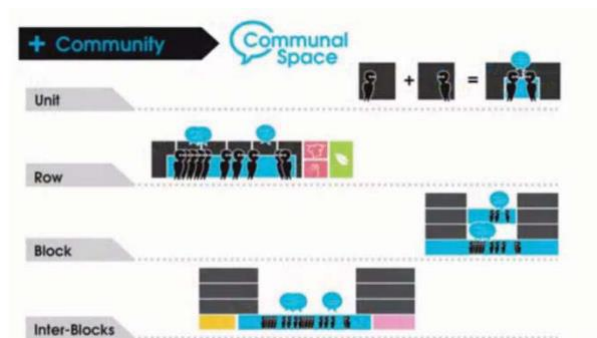 + Community
Communal
Space
+ =
Unit
Row
Block
Inter-Blocks